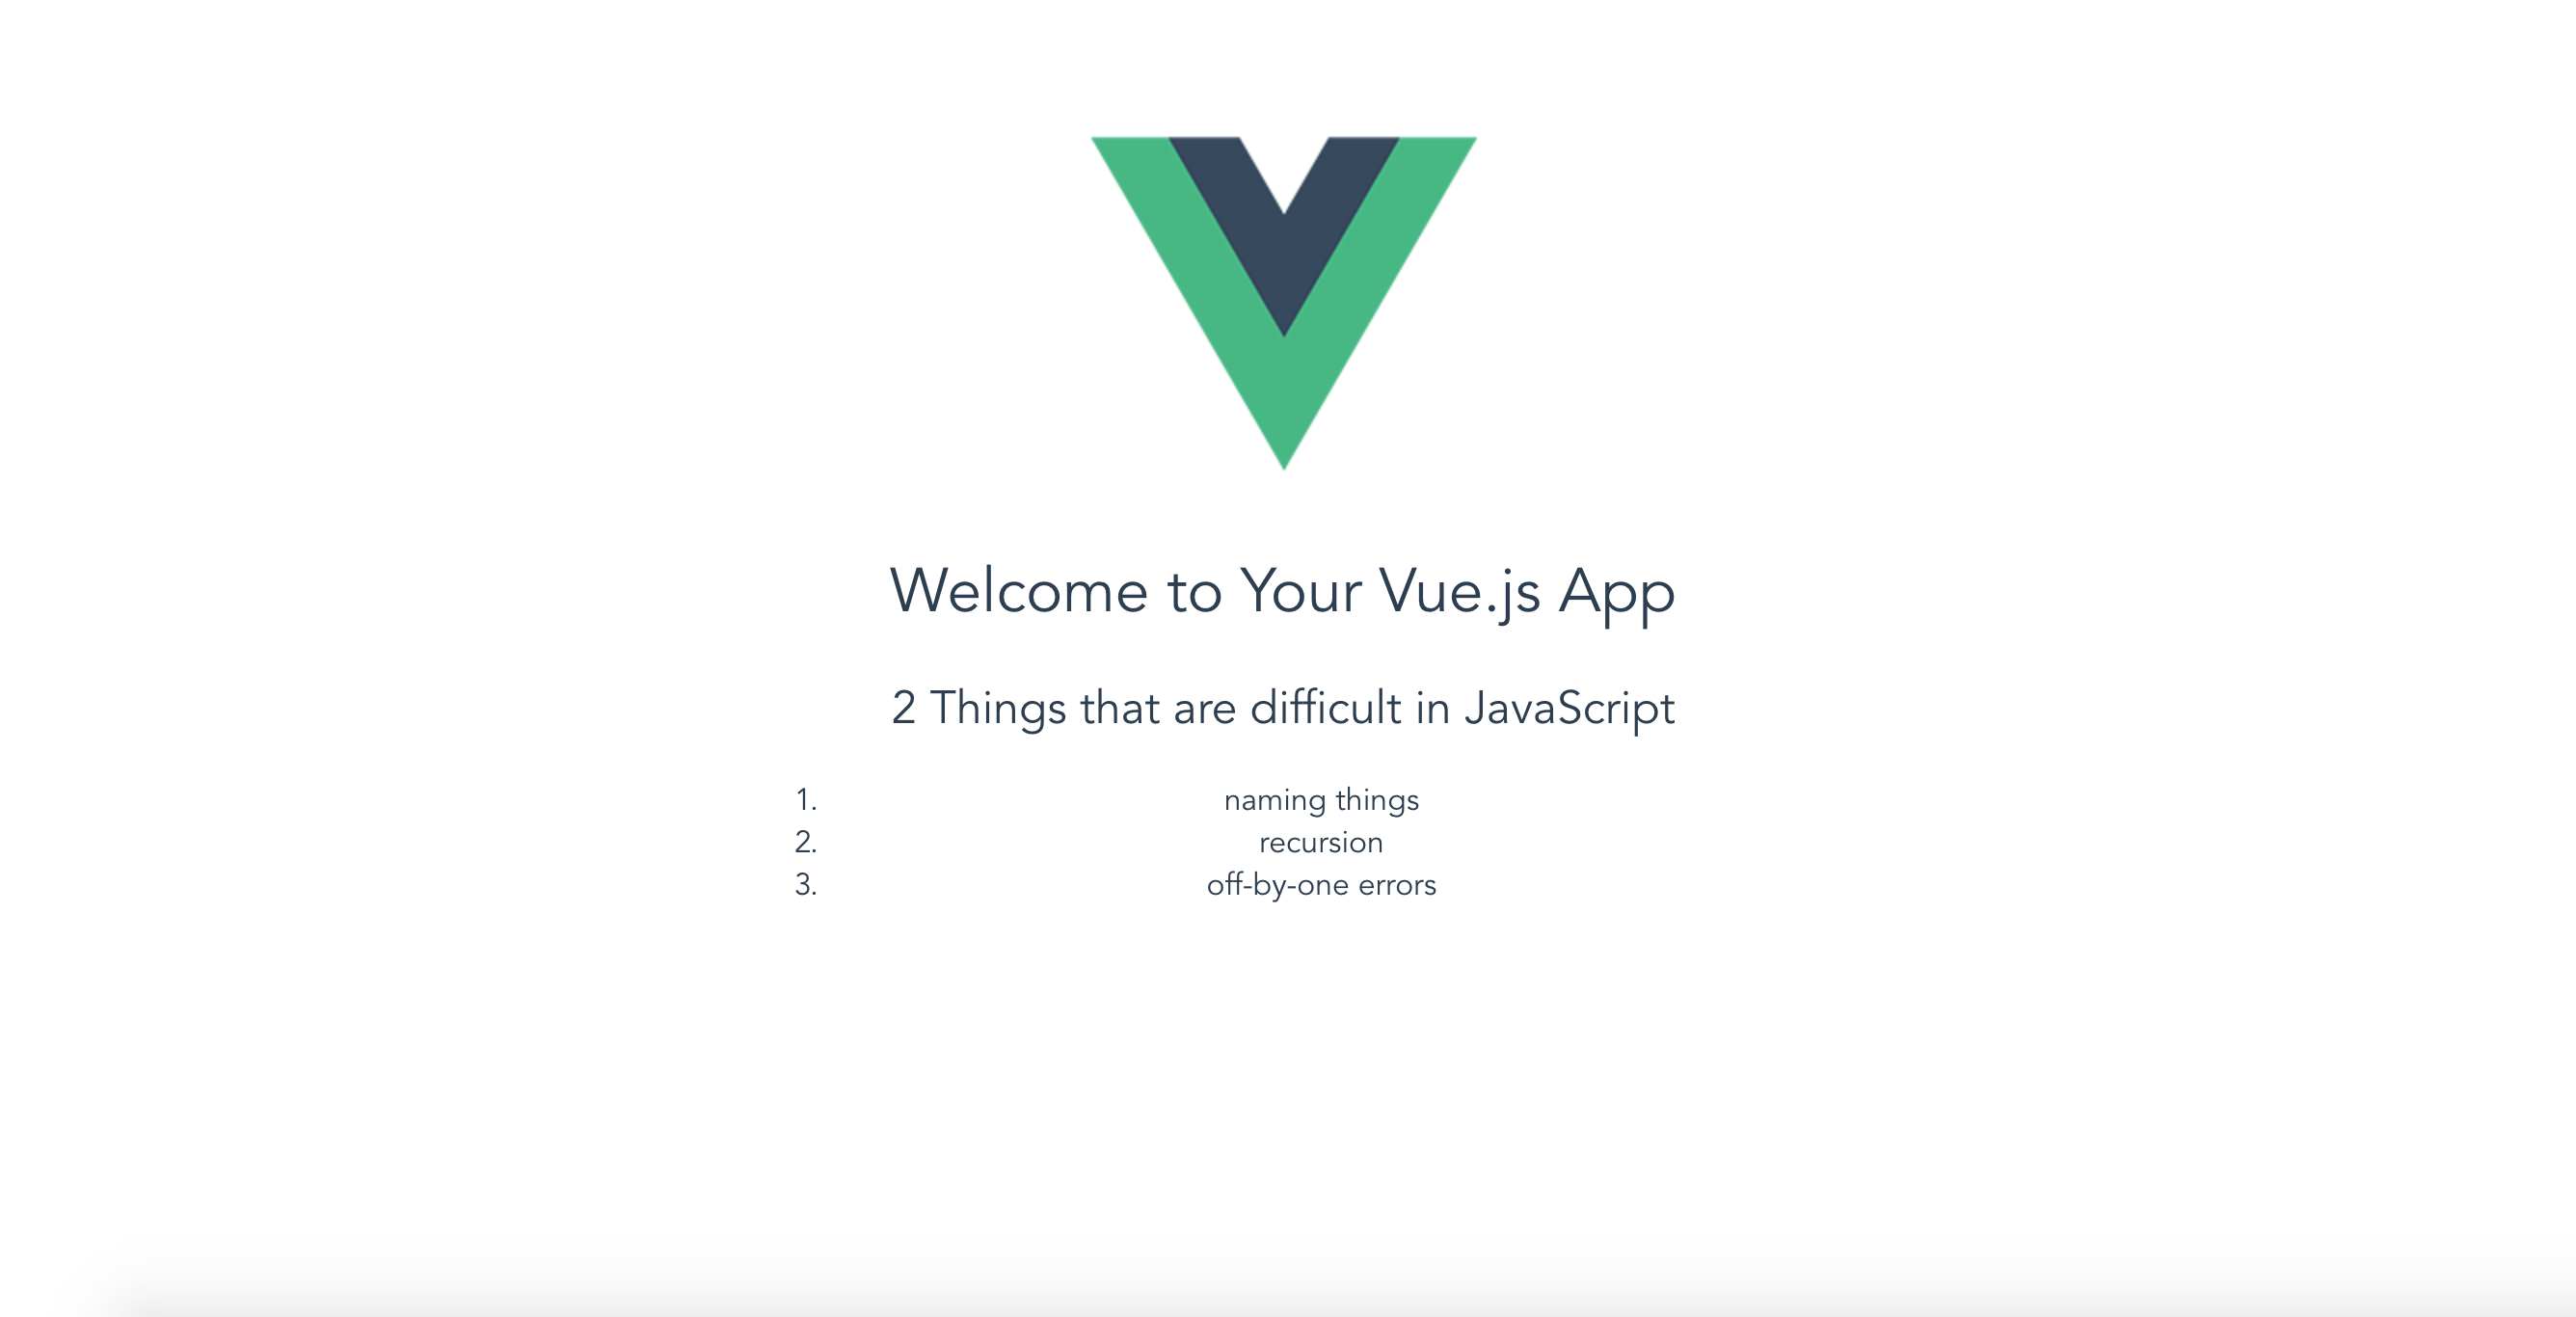 Welcome to Your Vue.js App
2 Things that are difficult in JavaScript
1. naming things
2. recursion
3. off-by-one errors